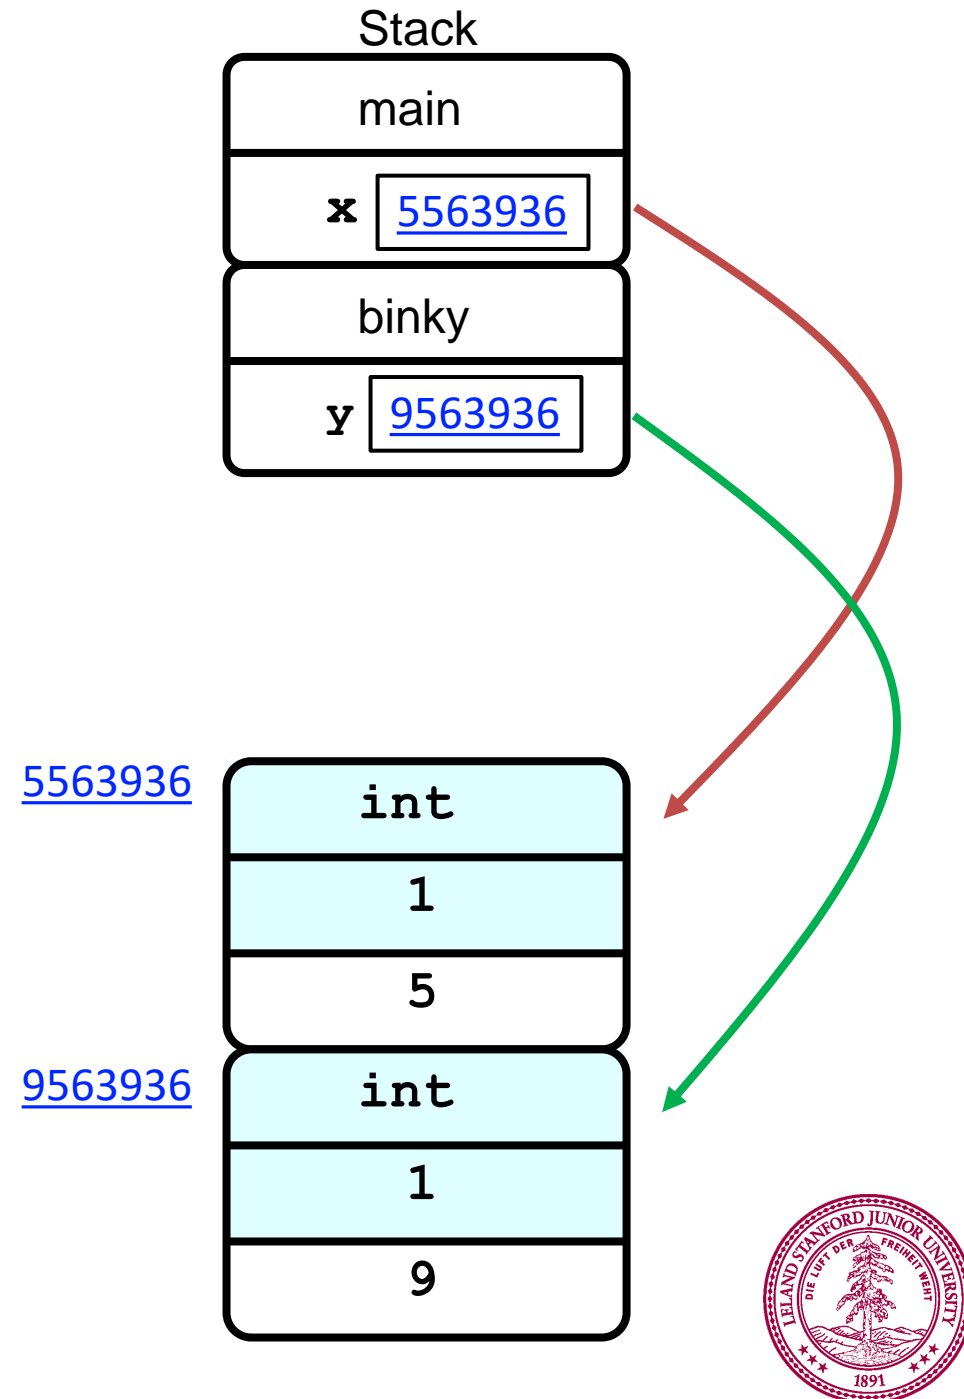 Stack
main
x 5563936
binky
y 9563936
5563936 int
1
5
9563936 int
1
9
LELAND STANFORD JUNIOR UNIVERSITY
DIE LUFT DER FREIHEIT WEHT
1891